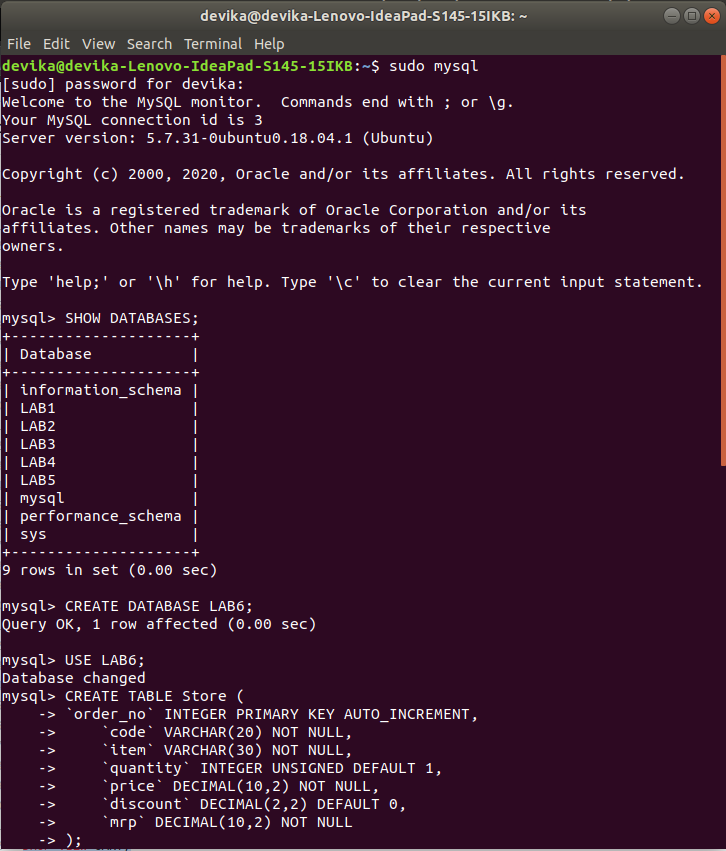 devika@devika-Lenovo-IdeaPad-S145-15IKB: ~
File Edit View Search Terminal Help
devika@devika-Lenovo-IdeaPad-S145-15IKB:~$ sudo mysql
[sudo] password for devika:
Welcome to the MySQL monitor.  Commands end with ; or \g.
Your MySQL connection id is 3
Server version: 5.7.31-0ubuntu0.18.04.1 (Ubuntu)

Copyright (c) 2000, 2020, Oracle and/or its affiliates. All rights reserved.

Oracle is a registered trademark of Oracle Corporation and/or its
affiliates. Other names may be trademarks of their respective
owners.

Type 'help;' or '\h' for help. Type '\c' to clear the current input statement.

mysql> SHOW DATABASES;
+--------------------+
| Database           |
+--------------------+
| information_schema |
| LAB1               |
| LAB2               |
| LAB3               |
| LAB4               |
| LAB5               |
| mysql              |
| performance_schema |
| sys                |
+--------------------+
9 rows in set (0.00 sec)

mysql> CREATE DATABASE LAB6;
Query OK, 1 row affected (0.00 sec)

mysql> USE LAB6;
Database changed
mysql> CREATE TABLE Store (
    -> `order_no` INTEGER PRIMARY KEY AUTO_INCREMENT,
    ->     `code` VARCHAR(20) NOT NULL,
    ->     `item` VARCHAR(30) NOT NULL,
    ->     `quantity` INTEGER UNSIGNED DEFAULT 1,
    ->     `price` DECIMAL(10,2) NOT NULL,
    ->     `discount` DECIMAL(2,2) DEFAULT 0,
    ->     `mrp` DECIMAL(10,2) NOT NULL
    -> );